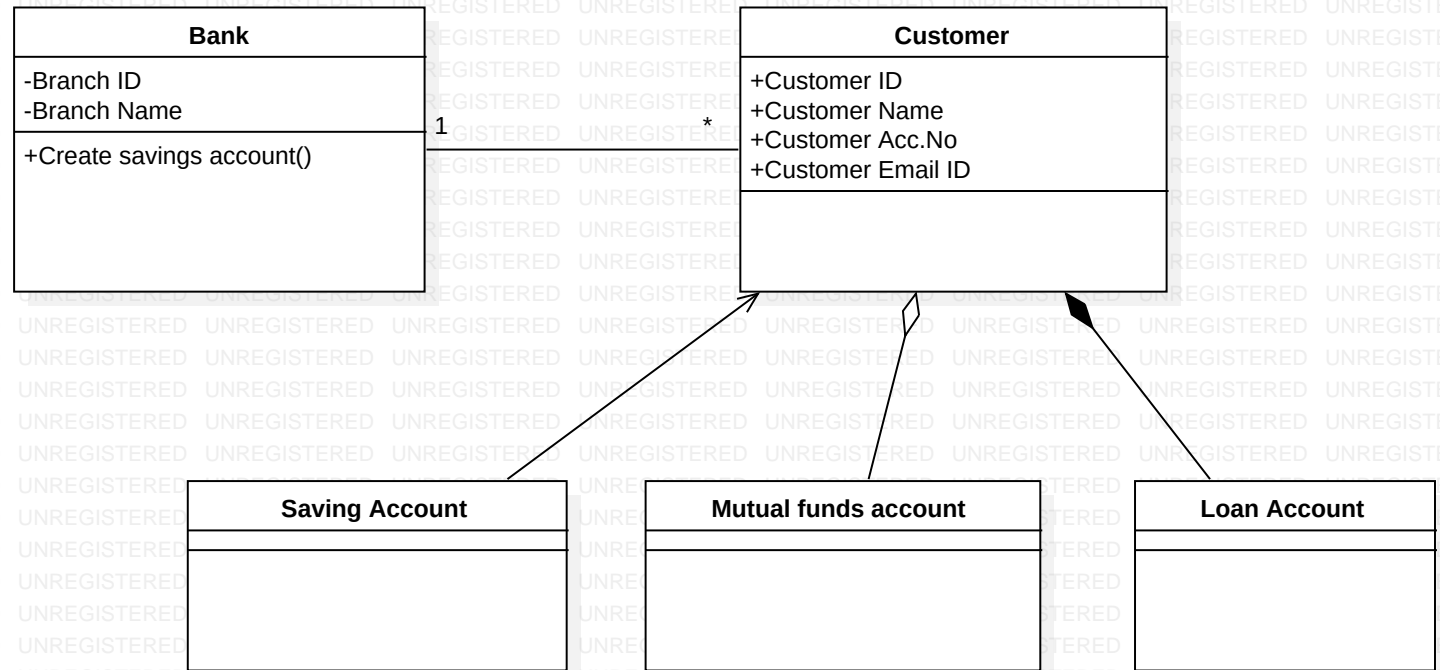 Bank
-Branch ID
-Branch Name
+Create savings account()
1
*
Customer
+Customer ID
+Customer Name
+Customer Acc.No
+Customer Email ID
Saving Account
Mutual funds account
Loan Account
UNREGISTERED